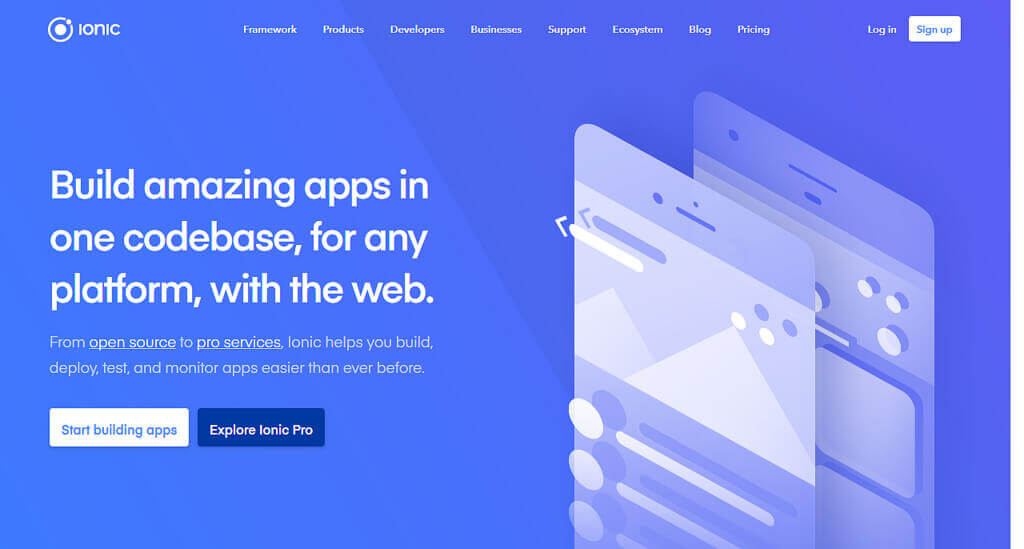 IONIC
Framework Products Developers Businesses Support Ecosystem Blog Pricing Log in Sign up
Build amazing apps in
one codebase, for any
platform, with the web.
From open source to pro services, Ionic helps you build,
deploy, test, and monitor apps easier than ever before.
Start building apps
Explore Ionic Pro